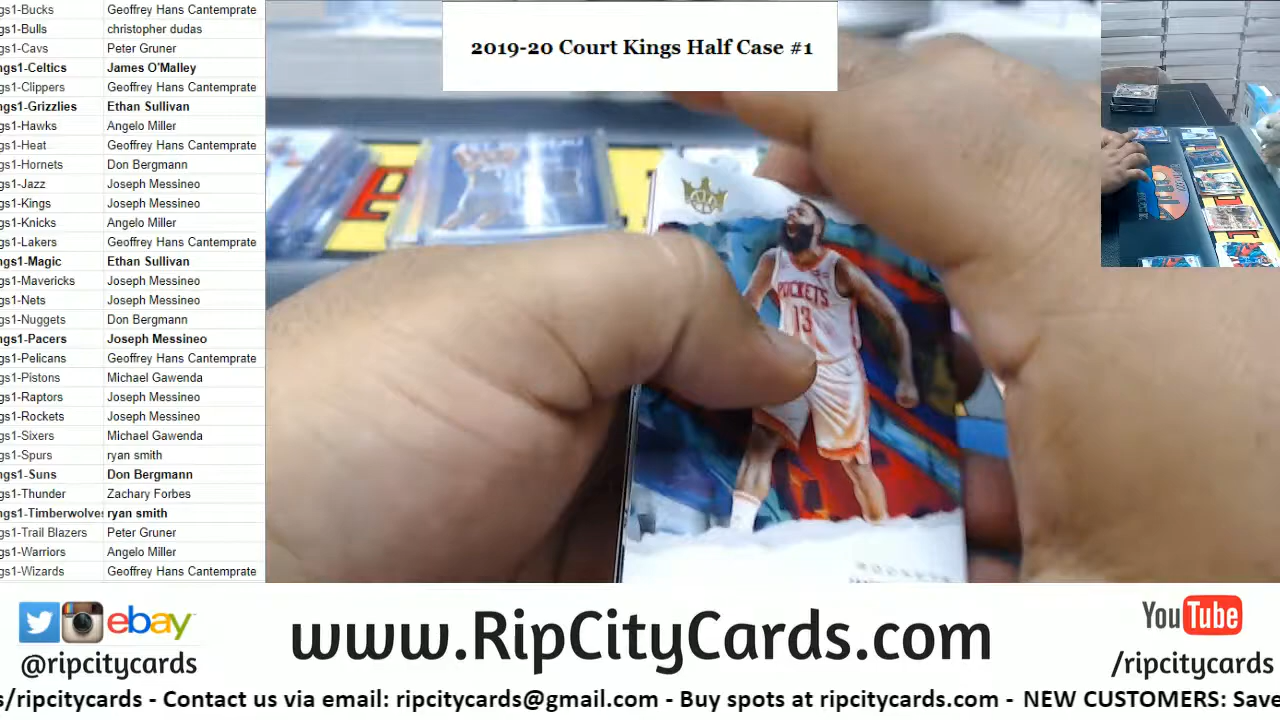 gs1-Bucks Geoffrey Hans Cantemprate
gs1-Bulls christopher dudas
gs1-Cavs Peter Gruner
ngs1-Celtics James O'Malley
gs1-Clippers Geoffrey Hans Cantemprate
ngs1-Grizzlies Ethan Sullivan
gs1-Hawks Angelo Miller
gs1-Heat Geoffrey Hans Cantemprate
gs1-Hornets Don Bergmann
gs1-Jazz Joseph Messineo
gs1-Kings Joseph Messineo
gs1-Knicks Angelo Miller
gs1-Lakers Geoffrey Hans Cantemprate
ngs1-Magic Ethan Sullivan
gs1-Mavericks Joseph Messineo
gs1-Nets Joseph Messineo
gs1-Nuggets Don Bergmann
ngs1-Pacers Joseph Messineo
gs1-Pelicans Geoffrey Hans Cantemprate
gs1-Pistons Michael Gawenda
gs1-Raptors Joseph Messineo
gs1-Rockets Joseph Messineo
gs1-Sixers Michael Gawenda
gs1-Spurs ryan smith
ngs1-Suns Don Bergmann
gs1-Thunder Zachary Forbes
ngs1-Timberwolves ryan smith
gs1-Trail Blazers Peter Gruner
gs1-Warriors Angelo Miller
gs1-Wizards Geoffrey Hans Cantemprate
2019-20 Court Kings Half Case #1
ROCKETS
13
ROCKETS
ebay
@ripcitycards
www.RipCityCards.com
YouTube
/ripcitycards
s/ripcitycards - Contact us via email: ripcitycards@gmail.com - Buy spots at ripcitycards.com - NEW CUSTOMERS: Save